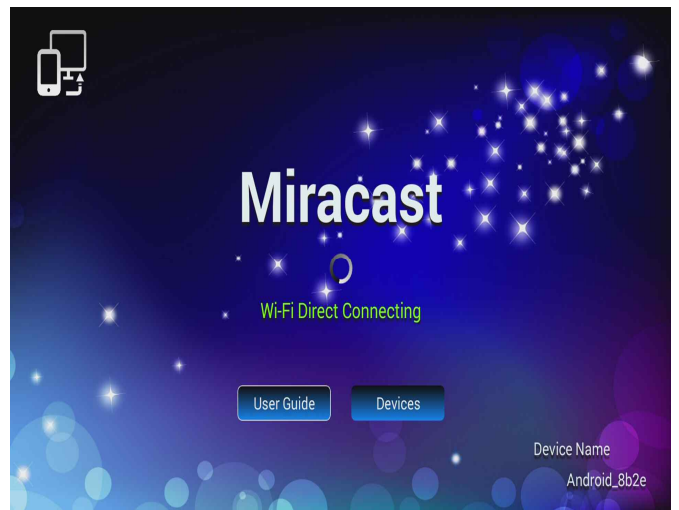 Miracast
Wi-Fi Direct Connecting
User Guide
Devices
Device Name
Android_8b2e